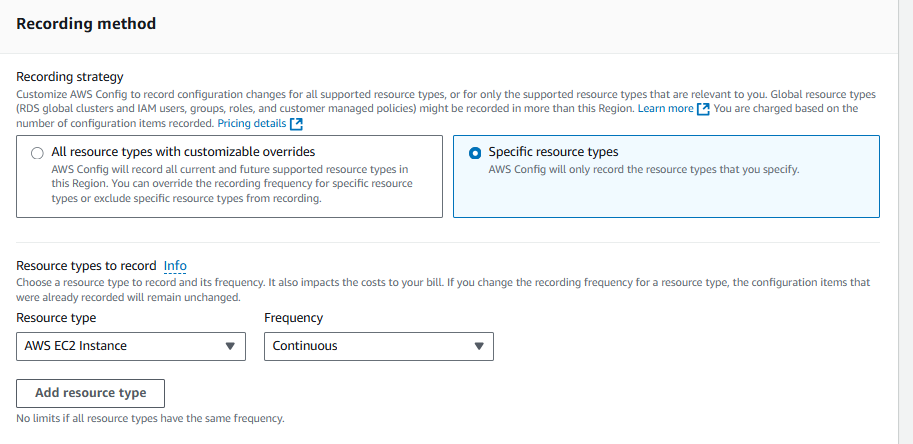 Recording method
Recording strategy
Customize AWS Config to record configuration changes for all supported resource types, or for only the supported resource types that are relevant to you. Global resource types
(RDS global clusters and IAM users, groups, roles, and customer managed policies) might be recorded in more than this Region. Learn more You are charged based on the
number of configuration items recorded. Pricing details
All resource types with customizable overrides
AWS Config will record all current and future supported resource types in
this Region. You can override the recording frequency for specific resource
types or exclude specific resource types from recording.
Specific resource types
AWS Config will only record the resource types that you specify.
Resource types to record Info
Choose a resource type to record and its frequency. It also impacts the costs to your bill. If you change the recording frequency for a resource type, the configuration items that
were already recorded will remain unchanged.
Resource type
Frequency
AWS EC2 Instance
Continuous
Add resource type
No limits if all resource types have the same frequency.